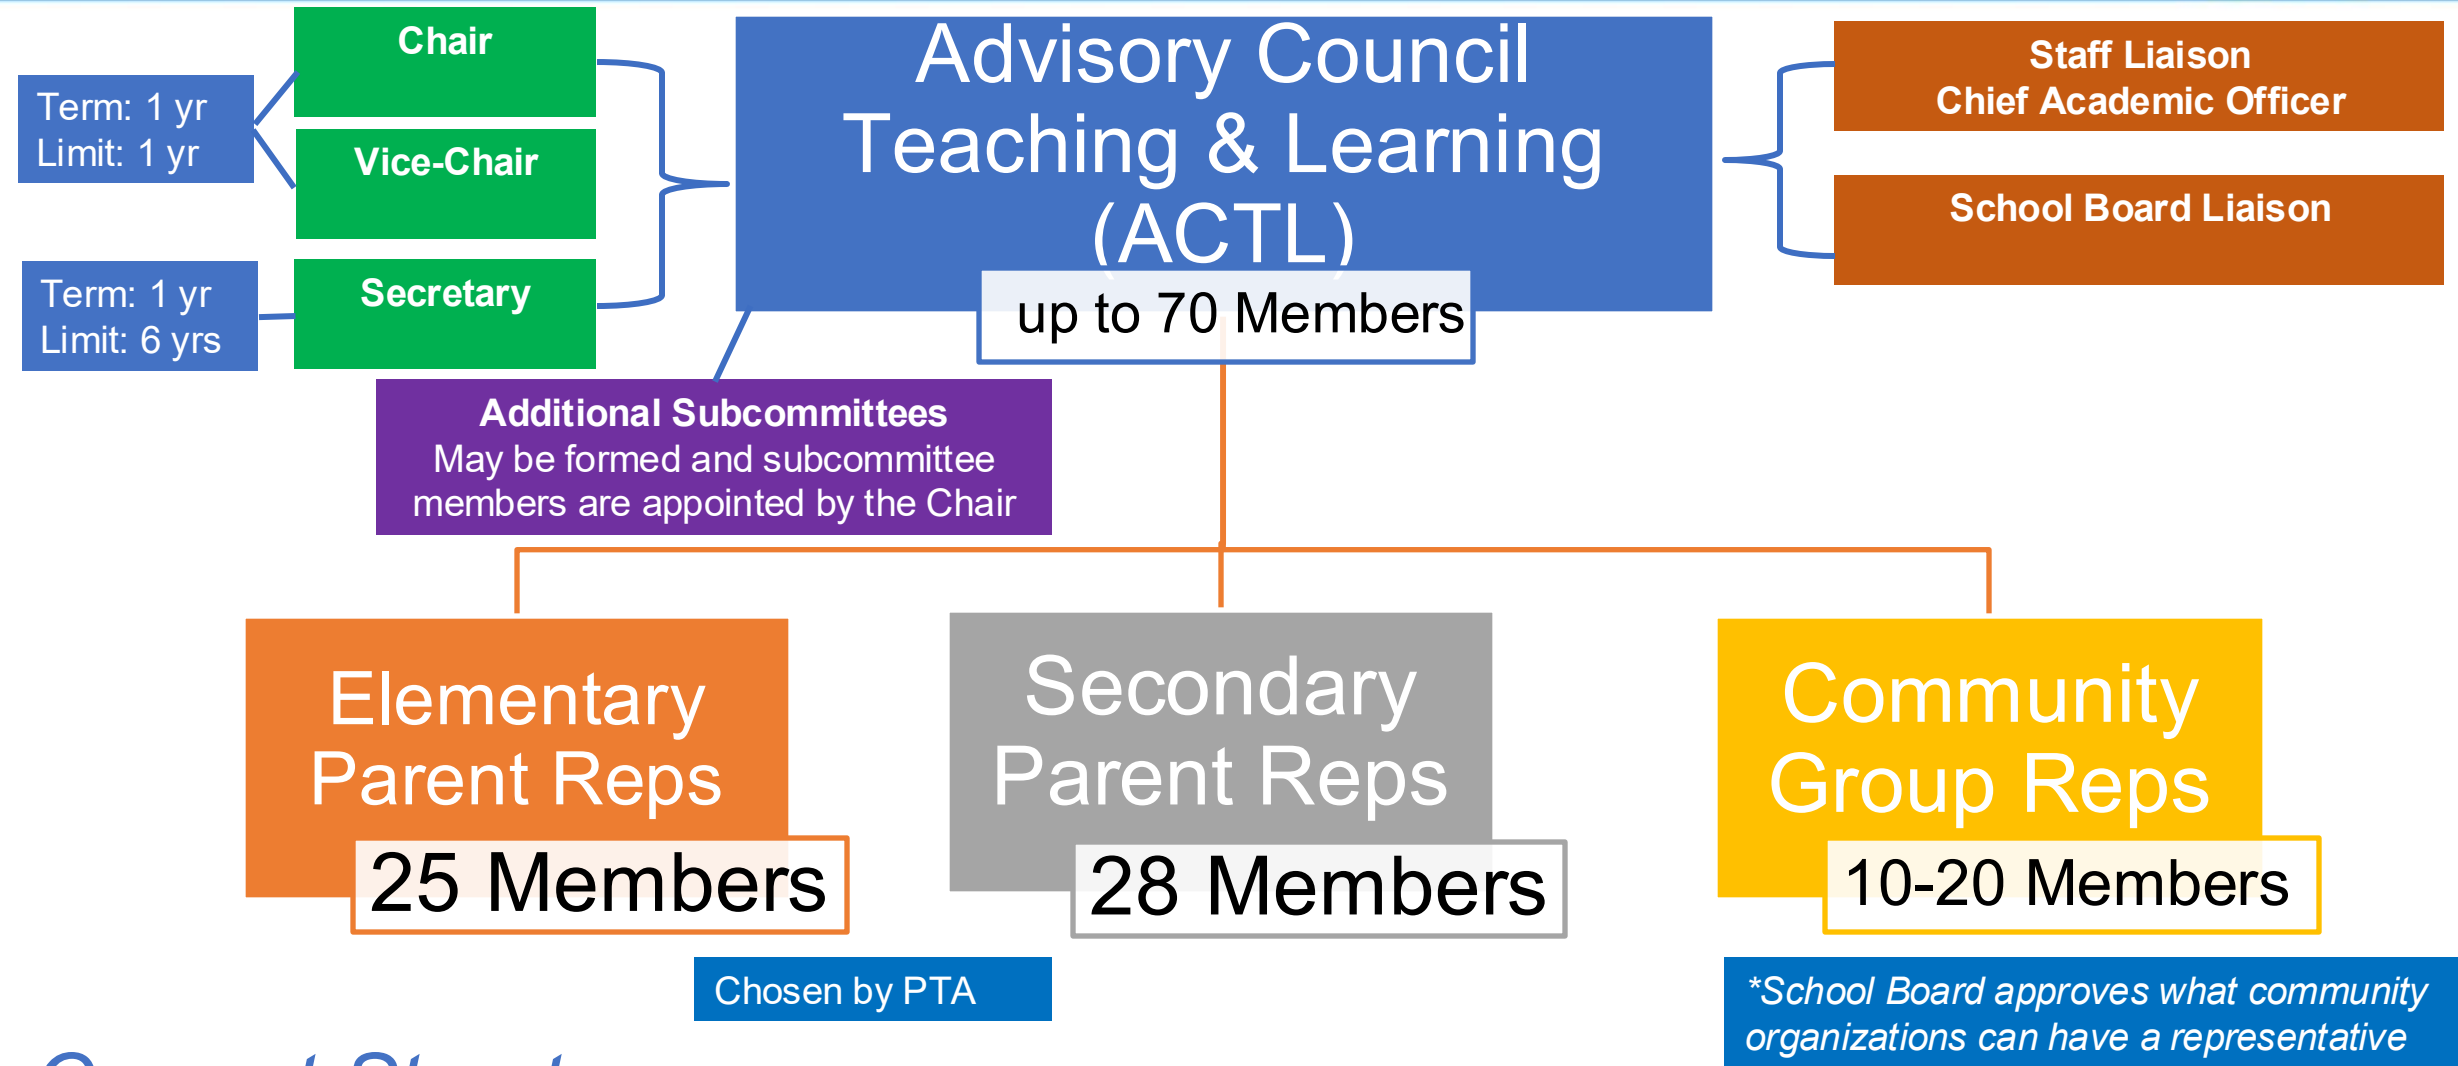 Chair
Term: 1 yr
Limit: 1 yr
Vice-Chair
Term: 1 yr
Limit: 6 yrs
Secretary
Advisory Council
Teaching & Learning
(ACTL)
up to 70 Members
Staff Liaison
Chief Academic Officer
School Board Liaison
Additional Subcommittees
May be formed and subcommittee
members are appointed by the Chair
Elementary
Parent Reps
25 Members
Secondary
Parent Reps
28 Members
Community
Group Reps
10-20 Members
Chosen by PTA
*School Board approves what community
organizations can have a representative